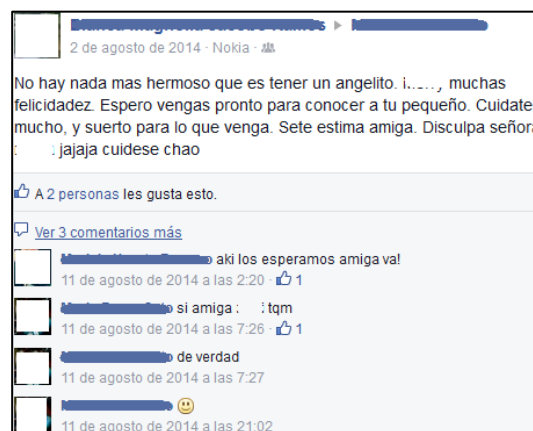 2 de agosto de 2014 · Nokia ·
No hay nada mas hermoso que es tener un angelito. muchas
felicidadez. Espero vengas pronto para conocer a tu pequeño. Cuidate
mucho, y suerto para lo que venga. Sete estima amiga. Disculpa señora
jajaja cuidese chao
A 2 personas les gusta esto.
Ver 3 comentarios más
aki los esperamos amiga va!
11 de agosto de 2014 a las 2:20 · 1
si amiga : tqm
11 de agosto de 2014 a las 7:26 · 1
de verdad
11 de agosto de 2014 a las 7:27
11 de agosto de 2014 a las 21:02